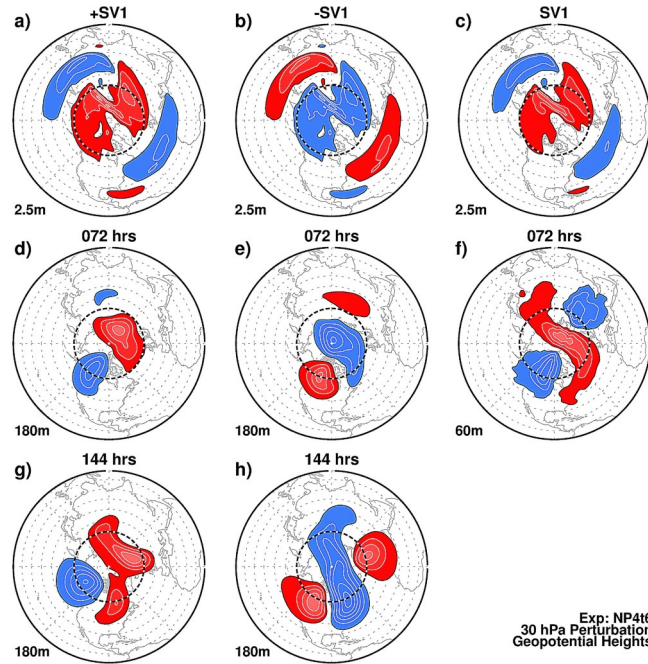 +SV1
-SV1
SV1
a)
b)
c)
2.5m
2.5m
2.5m
072 hrs
072 hrs
072 hrs
d)
e)
f)
180m
180m
60m
144 hrs
144 hrs
g)
h)
180m
180m
Exp: NP4t6
30 hPa Perturbation
Geopotential Heights